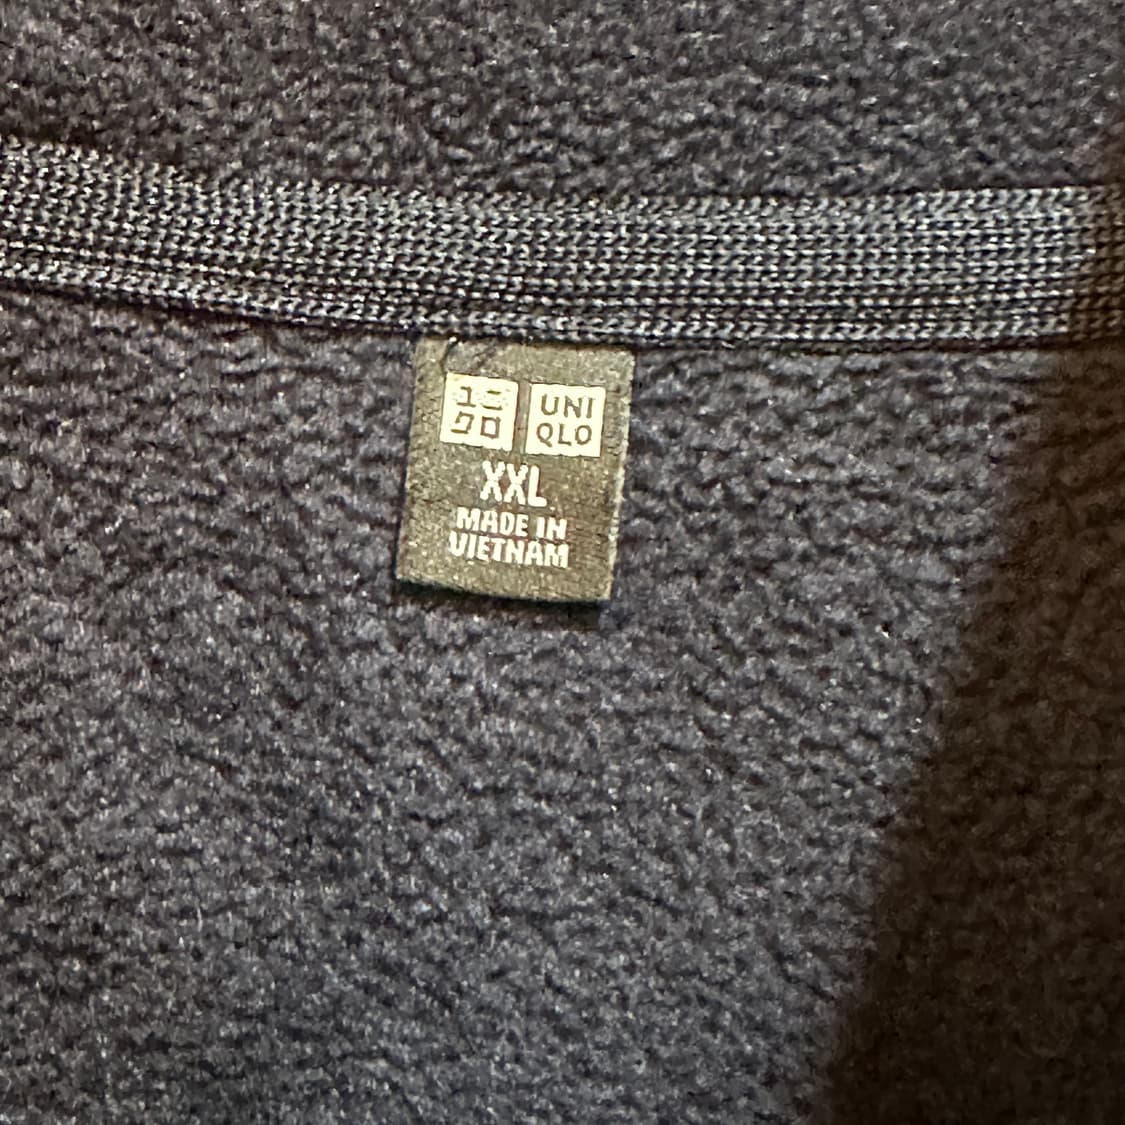 ユニ UNI
クロ QLO
XXL
MADE IN
VIETNAM